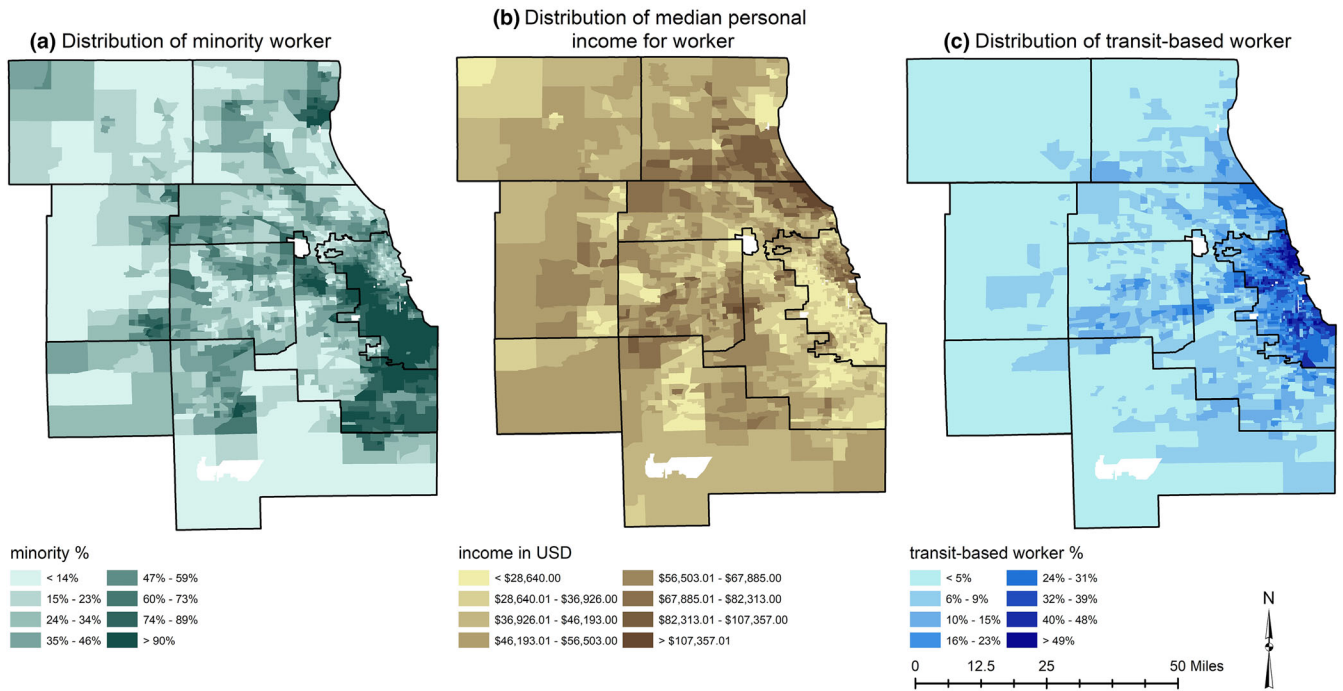 (a) Distribution of minority worker
(b) Distribution of median personal
income for worker
(c) Distribution of transit-based worker
minority %
< 14%
15% - 23%
24% - 34%
35% - 46%
47% - 59%
60% - 73%
74% - 89%
> 90%
income in USD
< $28,640.00
$28,640.01 - $36,926.00
$36,926.01 - $46,193.00
$46,193.01 - $56,503.00
$56,503.01 - $67,885.00
$67,885.01 - $82,313.00
$82,313.01 - $107,357.00
> $107,357.01
transit-based worker %
< 5%
6% - 9%
10% - 15%
16% - 23%
24% - 31%
32% - 39%
40% - 48%
> 49%
0 12.5 25 50 Miles
N